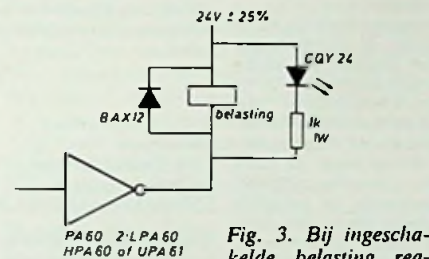 24V ± 25%
CQY 24
BAX12
belasting
1k
1W
PA60 2·LPA60
HPA60 of UPA61
Fig. 3. Bij ingescha-
kelde belasting rea-